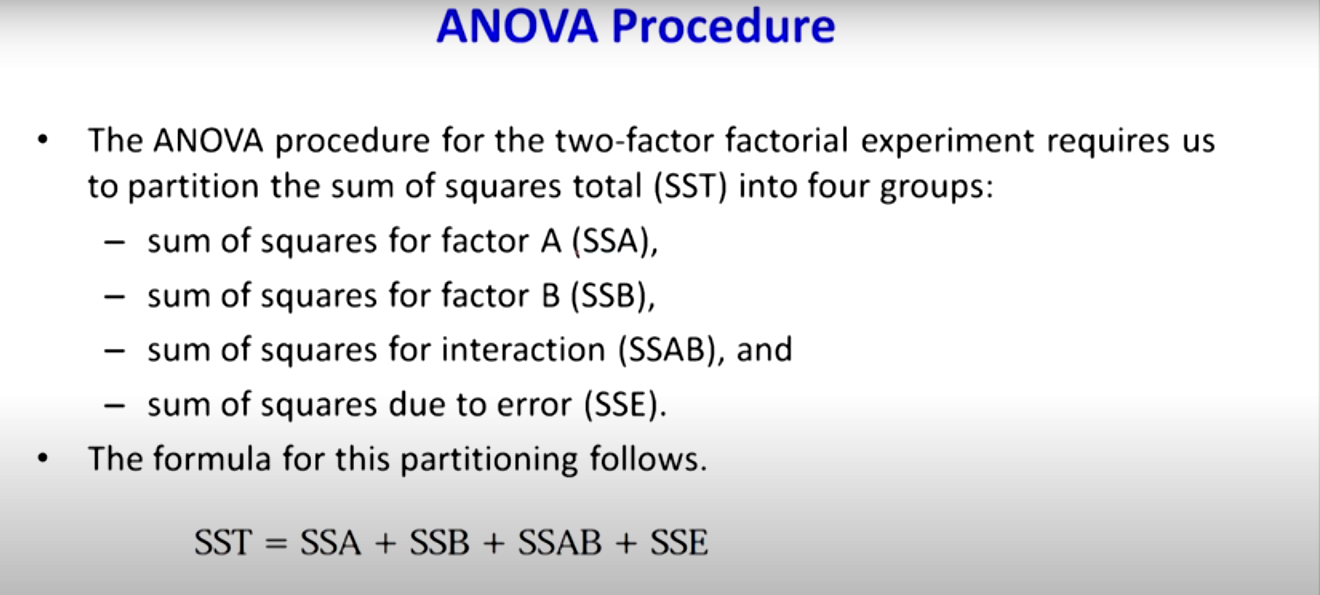 ANOVA Procedure
• The ANOVA procedure for the two-factor factorial experiment requires us
to partition the sum of squares total (SST) into four groups:
– sum of squares for factor A (SSA),
– sum of squares for factor B (SSB),
– sum of squares for interaction (SSAB), and
– sum of squares due to error (SSE).
• The formula for this partitioning follows.
SST = SSA + SSB + SSAB + SSE